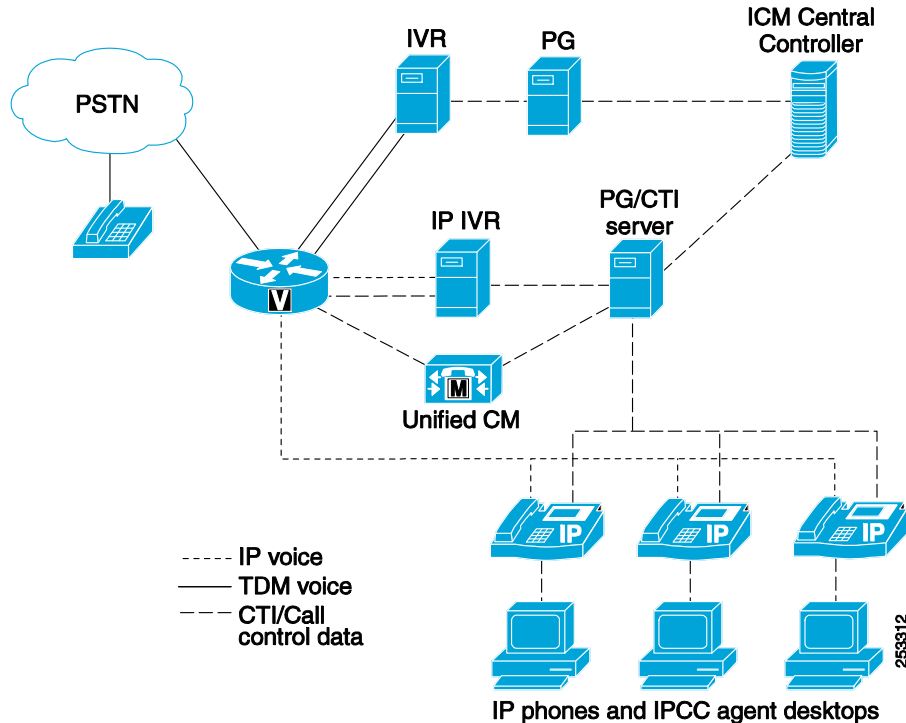 IVR
PG
ICM Central
Controller
PSTN
IP IVR
PG/CTI
server
V
M
Unified CM
IP
IP
IP
IP voice
TDM voice
CTI/Call
control data
253312
IP phones and IPCC agent desktops